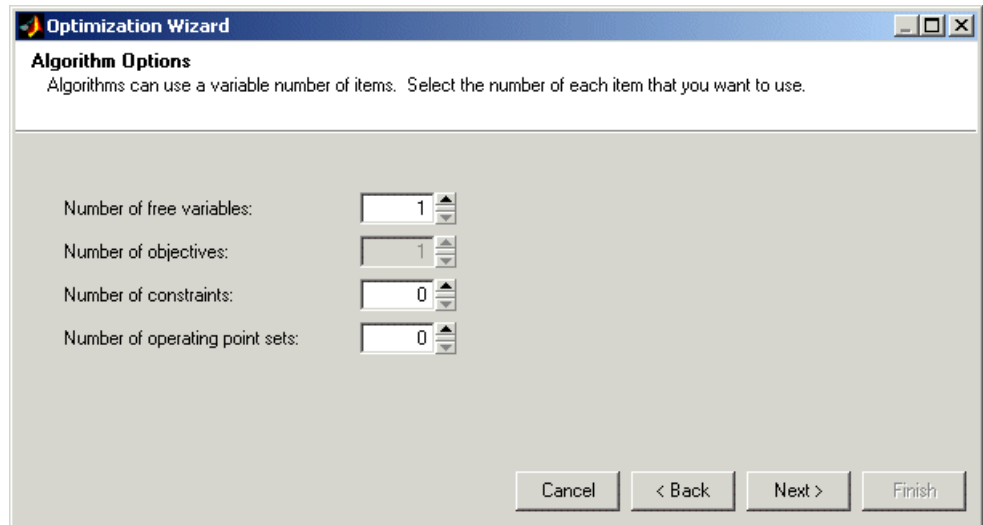 Optimization Wizard
Algorithm Options
Algorithms can use a variable number of items. Select the number of each item that you want to use.
Number of free variables: 1
Number of objectives: 1
Number of constraints: 0
Number of operating point sets: 0
Cancel < Back Next > Finish